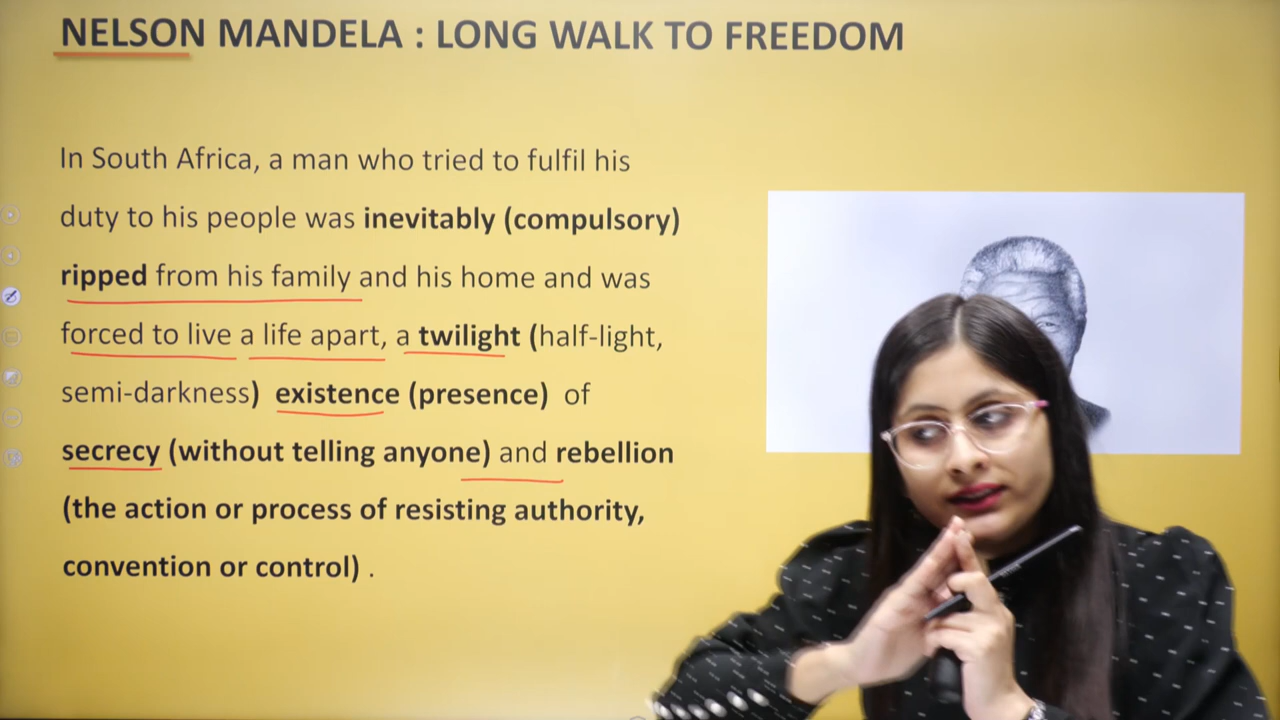 NELSON MANDELA : LONG WALK TO FREEDOM
In South Africa, a man who tried to fulfil his
duty to his people was inevitably (compulsory)
ripped from his family and his home and was
forced to live a life apart, a twilight (half-light,
semi-darkness) existence (presence) of
secrecy (without telling anyone) and rebellion
(the action or process of resisting authority,
convention or control) .